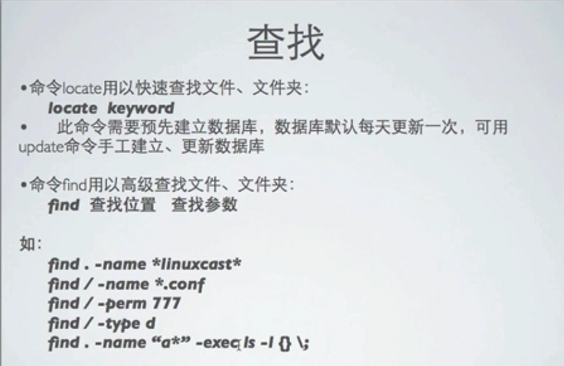 查找
•命令locate用以快速查找文件、文件夹：
locate keyword
• 此命令需要预先建立数据库，数据库默认每天更新一次，可用
update命令手工建立、更新数据库
•命令find用以高级查找文件、文件夹：
find 查找位置 查找参数
如：
find . -name *linuxcast*
find / -name *.conf
find / -perm 777
find / -type d
find . -name “a*” -exec ls -l {} \;